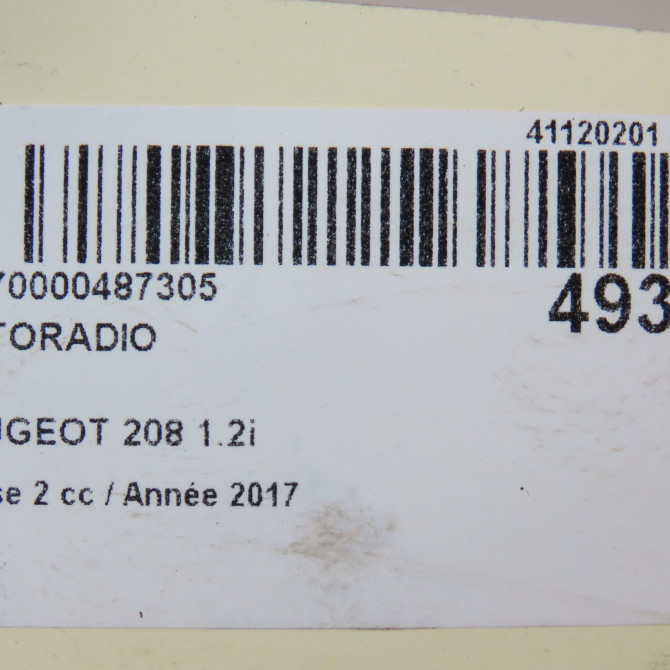 41120201
70000487305
493
TORADIO
UGEOT 208 1.2i
se 2 cc / Année 2017